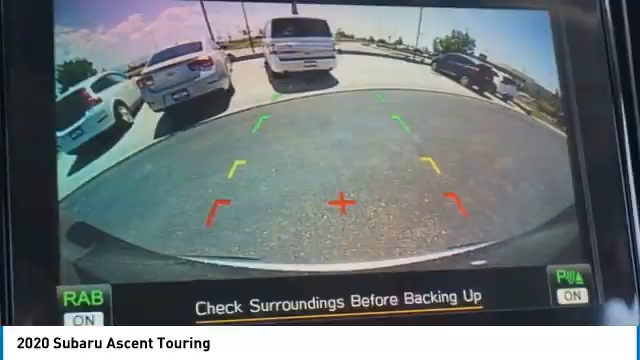 RAB
ON
Check Surroundings Before Backing Up
P
ON
2020 Subaru Ascent Touring